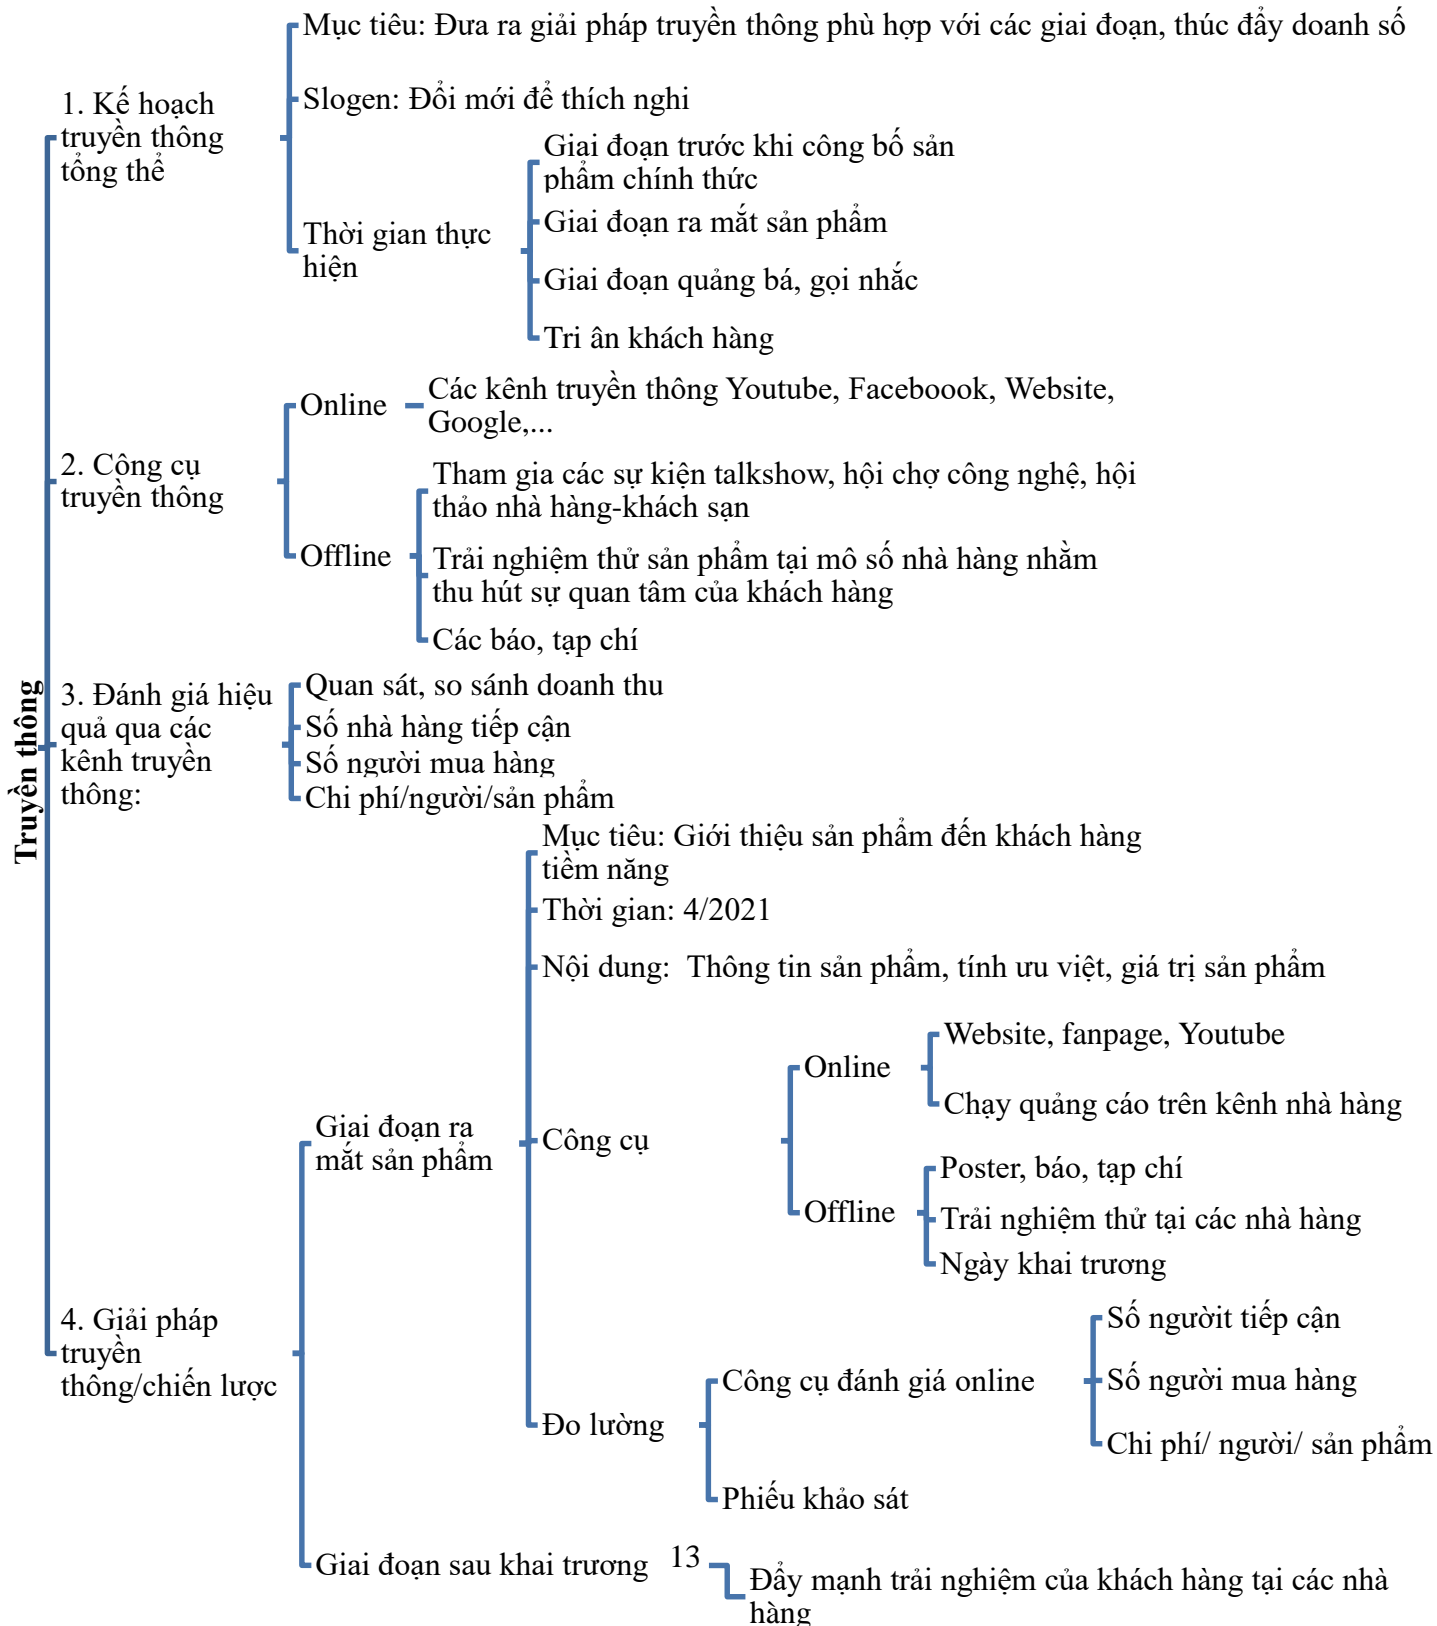 Truyền thông
1. Kế hoạch
truyền thông
tổng thể
Mục tiêu: Đưa ra giải pháp truyền thông phù hợp với các giai đoạn, thúc đẩy doanh số
Slogen: Đổi mới để thích nghi
Thời gian thực
hiện
Giai đoạn trước khi công bố sản
phẩm chính thức
Giai đoạn ra mắt sản phẩm
Giai đoạn quảng bá, gọi nhắc
Tri ân khách hàng
2. Công cụ
truyền thông
Online
Các kênh truyền thông Youtube, Faceboook, Website,
Google,...
Offline
Tham gia các sự kiện talkshow, hội chợ công nghệ, hội
thảo nhà hàng-khách sạn
Trải nghiệm thử sản phẩm tại mô số nhà hàng nhằm
thu hút sự quan tâm của khách hàng
Các báo, tạp chí
3. Đánh giá hiệu
quả qua các
kênh truyền
thông:
Quan sát, so sánh doanh thu
Số nhà hàng tiếp cận
Số người mua hàng
Chi phí/người/sản phẩm
4. Giải pháp
truyền
thông/chiến lược
Giai đoạn ra
mắt sản phẩm
Mục tiêu: Giới thiệu sản phẩm đến khách hàng
tiềm năng
Thời gian: 4/2021
Nội dung:  Thông tin sản phẩm, tính ưu việt, giá trị sản phẩm
Công cụ
Online
Website, fanpage, Youtube
Chạy quảng cáo trên kênh nhà hàng
Offline
Poster, báo, tạp chí
Trải nghiệm thử tại các nhà hàng
Ngày khai trương
Đo lường
Công cụ đánh giá online
Số ngườit tiếp cận
Số người mua hàng
Chi phí/ người/ sản phẩm
Phiếu khảo sát
Giai đoạn sau khai trương
13
Đẩy mạnh trải nghiệm của khách hàng tại các nhà
hàng